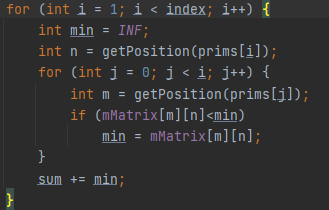 for (int i = 1; i < index; i++) {
    int min = INF;
    int n = getPosition(prims[i]);
    for (int j = 0; j < i; j++) {
        int m = getPosition(prims[j]);
        if (mMatrix[m][n]<min)
            min = mMatrix[m][n];
    }
    sum += min;
}